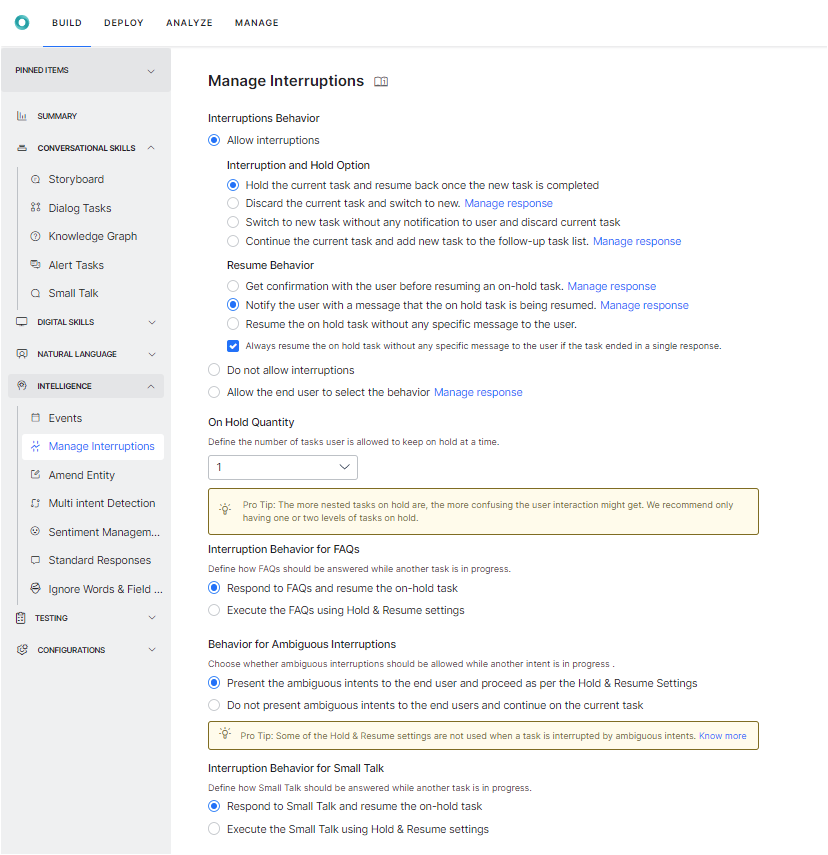 BUILD DEPLOY ANALYZE MANAGE
PINNED ITEMS
SUMMARY
CONVERSATIONAL SKILLS
Storyboard
Dialog Tasks
Knowledge Graph
Alert Tasks
Small Talk
DIGITAL SKILLS
NATURAL LANGUAGE
INTELLIGENCE
Events
Manage Interruptions
Amend Entity
Multi intent Detection
Sentiment Managem...
Standard Responses
Ignore Words & Field ...
TESTING
CONFIGURATIONS
Manage Interruptions
Interruptions Behavior
Allow interruptions
Interruption and Hold Option
Hold the current task and resume back once the new task is completed
Discard the current task and switch to new. Manage response
Switch to new task without any notification to user and discard current task
Continue the current task and add new task to the follow-up task list. Manage response
Resume Behavior
Get confirmation with the user before resuming an on-hold task. Manage response
Notify the user with a message that the on hold task is being resumed. Manage response
Resume the on hold task without any specific message to the user.
Always resume the on hold task without any specific message to the user if the task ended in a single response.
Do not allow interruptions
Allow the end user to select the behavior Manage response
On Hold Quantity
Define the number of tasks user is allowed to keep on hold at a time.
1
Pro Tip: The more nested tasks on hold are, the more confusing the user interaction might get. We recommend only
having one or two levels of tasks on hold.
Interruption Behavior for FAQs
Define how FAQs should be answered while another task is in progress.
Respond to FAQs and resume the on-hold task
Execute the FAQs using Hold & Resume settings
Behavior for Ambiguous Interruptions
Choose whether ambiguous interruptions should be allowed while another intent is in progress .
Present the ambiguous intents to the end user and proceed as per the Hold & Resume Settings
Do not present ambiguous intents to the end users and continue on the current task
Pro Tip: Some of the Hold & Resume settings are not used when a task is interrupted by ambiguous intents. Know more
Interruption Behavior for Small Talk
Define how Small Talk should be answered while another task is in progress.
Respond to Small Talk and resume the on-hold task
Execute the Small Talk using Hold & Resume settings